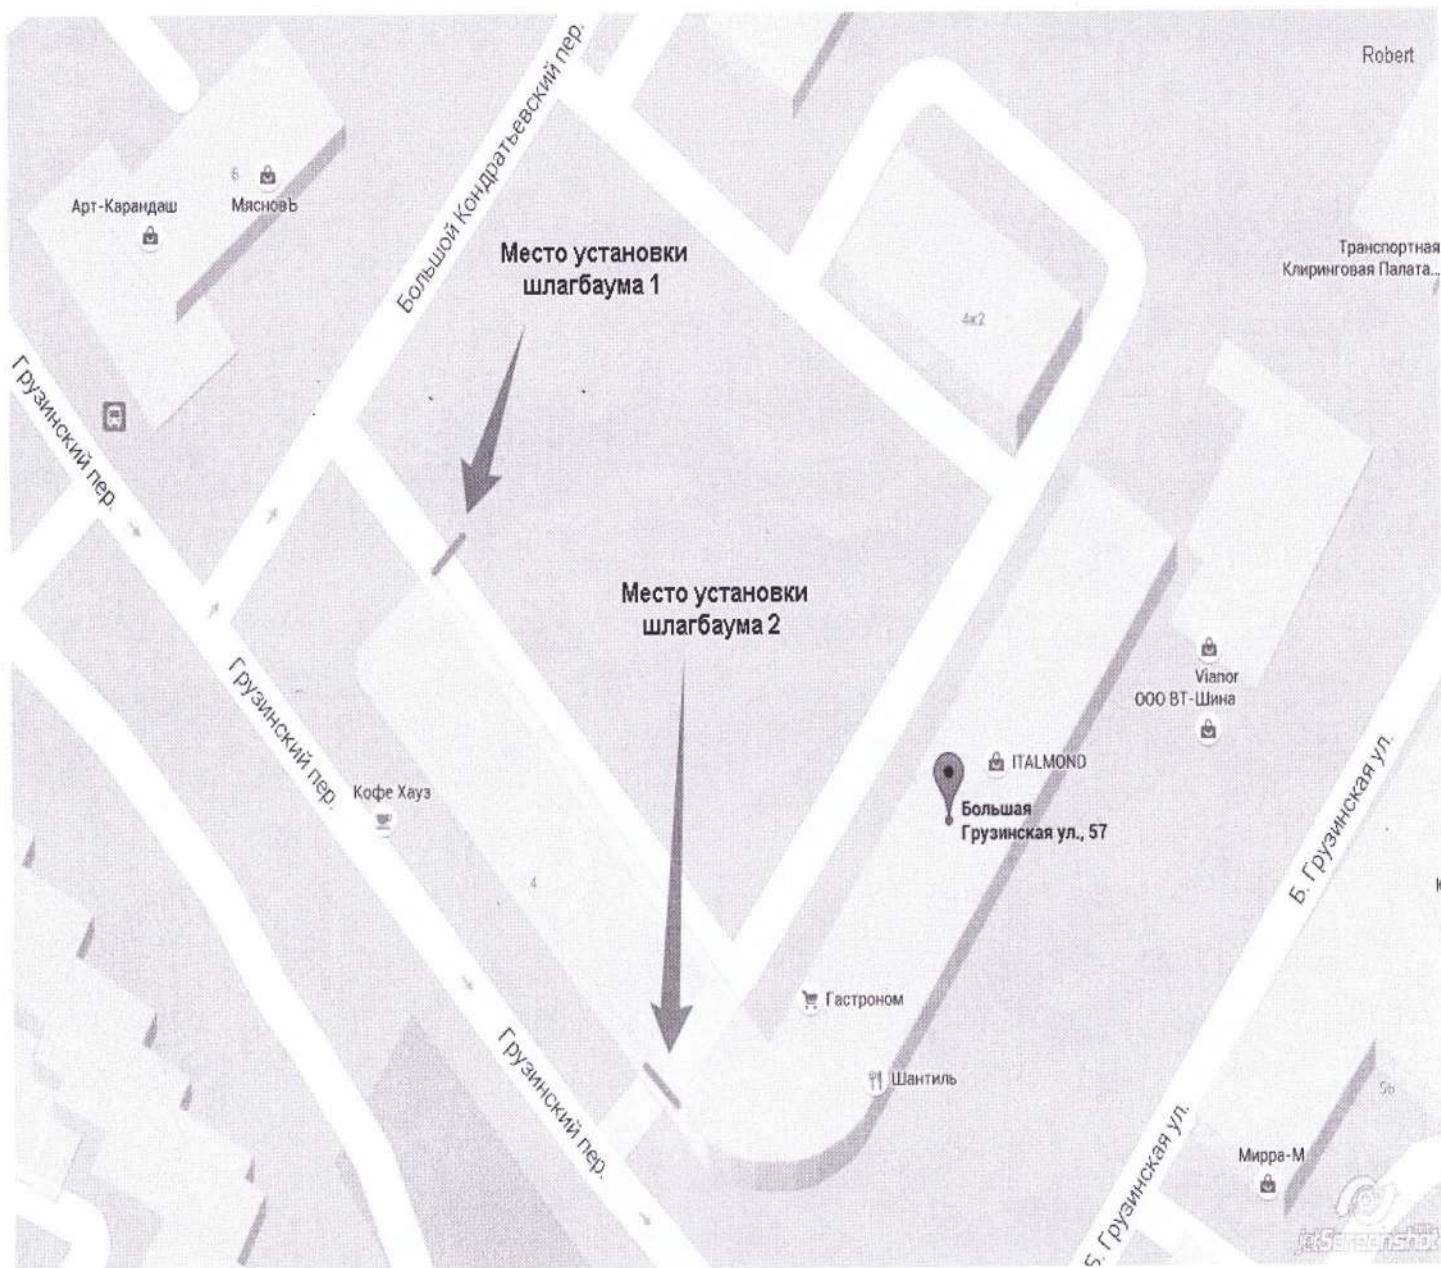 Robert
Большой Кондратьевский пер.
6
МясновЪ
Арт-Карандаш
Место установки
шлагбаума 1
Транспортная
Клиринговая Палата...
4к2
Грузинский пер.
Место установки
шлагбаума 2
Vianor
ООО ВТ-Шина
Грузинский пер.
ITALMOND
Большая
Грузинская ул., 57
Б. Грузинская ул.
Кофе Хауз
4
Гастроном
Шантиль
Грузинский пер.
Б. Грузинская ул.
Мирра-М
jetScreenshot